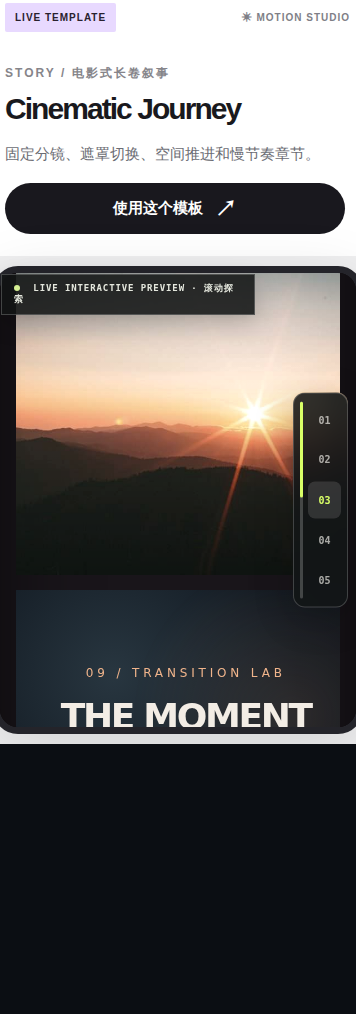 LIVE TEMPLATE
☀ MOTION STUDIO
STORY / 电影式长卷叙事
Cinematic Journey
固定分镜、遮罩切换、空间推进和慢节奏章节。
使用这个模板 ↗
LIVE INTERACTIVE PREVIEW · 滚动探
索
01
02
03
04
05
09 / TRANSITION LAB
THE MOMENT